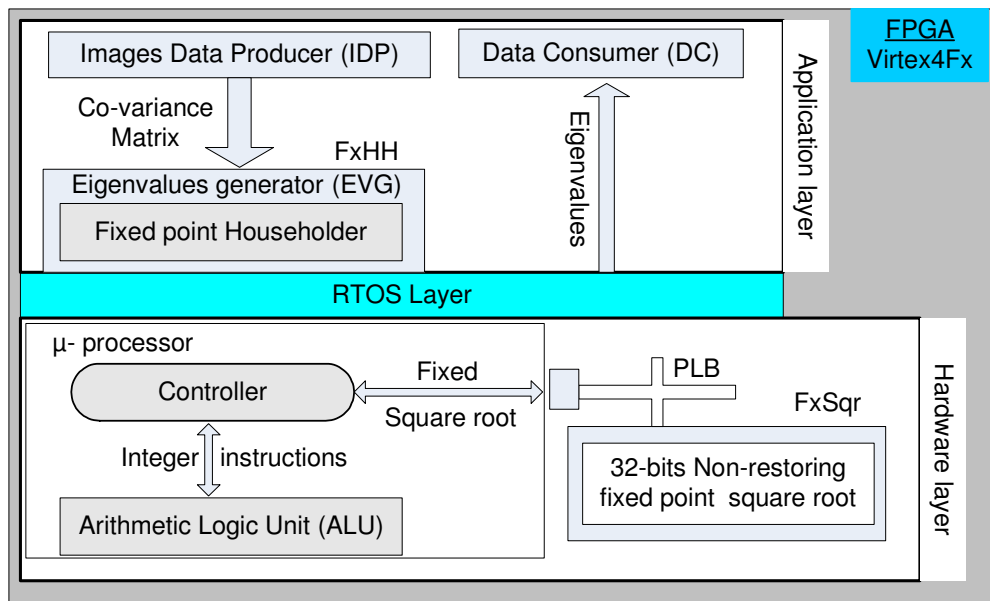 Images Data Producer (IDP)
Data Consumer (DC)
FPGA
Virtex4Fx
Co-variance
Matrix
Eigenvalues
Application layer
FxHH
Eigenvalues generator (EVG)
Fixed point Householder
RTOS Layer
μ- processor
Controller
Fixed
Square root
PLB
FxSqr
Integer instructions
32-bits Non-restoring
fixed point square root
Arithmetic Logic Unit (ALU)
Hardware layer